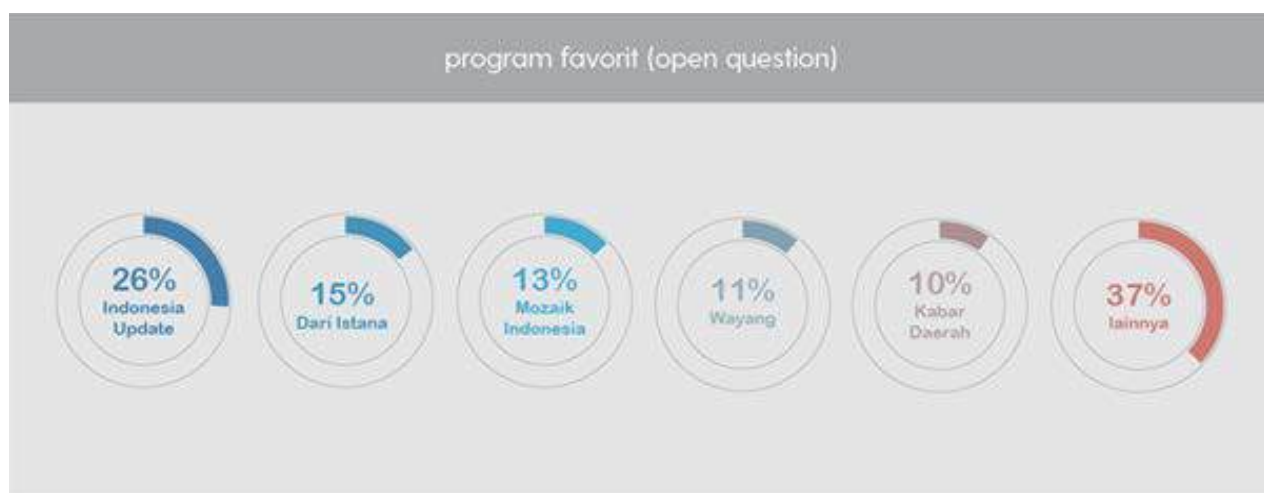 program favorit (open question)
26%
Indonesia
Update
15%
Dari Istana
13%
Mozaik
Indonesia
11%
Wayang
10%
Kabar
Daerah
37%
lainnya